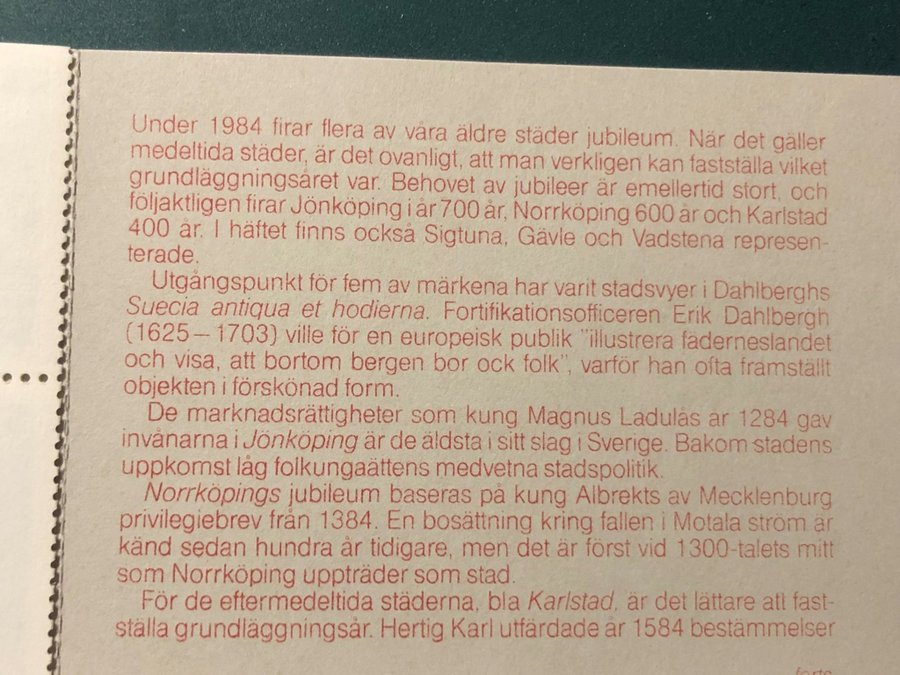 Under 1984 firar flera av våra äldre städer jubileum. När det gäller
medeltida städer, är det ovanligt, att man verkligen kan fastställa vilket
grundläggningsåret var. Behovet av jubileer är emellertid stort, och
följaktligen firar Jönköping i år 700 år, Norrköping 600 år och Karlstad
400 år. I häftet finns också Sigtuna, Gävle och Vadstena represen-
terade.
Utgångspunkt för fem av märkena har varit stadsvyer i Dahlberghs
Suecia antiqua et hodierna. Fortifikationsofficeren Erik Dahlbergh
(1625–1703) ville för en europeisk publik "illustrera fäderneslandet
och visa, att bortom bergen bor ock folk", varför han ofta framställt
objekten i förskönad form.
De marknadsrättigheter som kung Magnus Ladulås år 1284 gav
invånarna i Jönköping är de äldsta i sitt slag i Sverige. Bakom stadens
uppkomst låg folkungaättens medvetna stadspolitik.
Norrköpings jubileum baseras på kung Albrekts av Mecklenburg
privilegiebrev från 1384. En bosättning kring fallen i Motala ström är
känd sedan hundra år tidigare, men det är först vid 1300-talets mitt
som Norrköping uppträder som stad.
För de eftermedeltida städerna, bla Karlstad, är det lättare att fast-
ställa grundläggningsår. Hertig Karl utfärdade år 1584 bestämmelser
forts